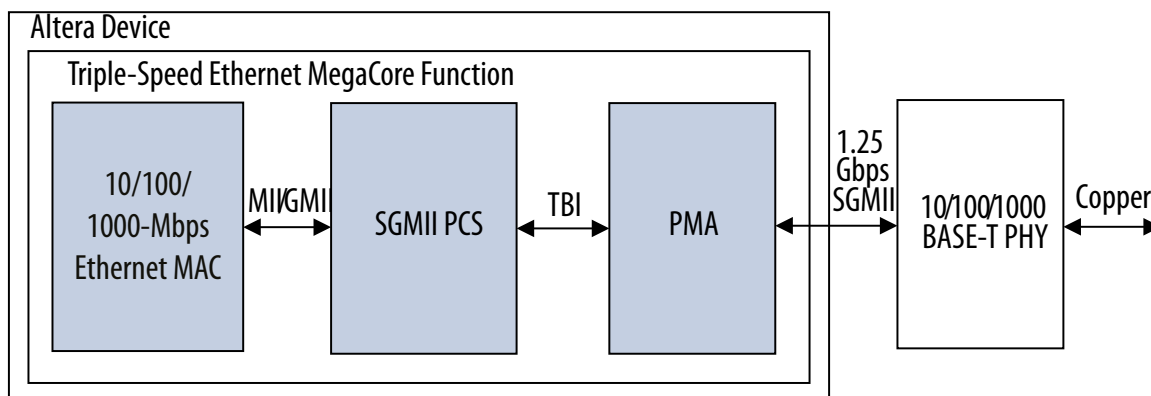 Altera Device
Triple-Speed Ethernet MegaCore Function
10/100/
1000-Mbps
Ethernet MAC
MII/GMII
SGMII PCS
TBI
PMA
1.25
Gbps
SGMII
10/100/1000
BASE-T PHY
Copper